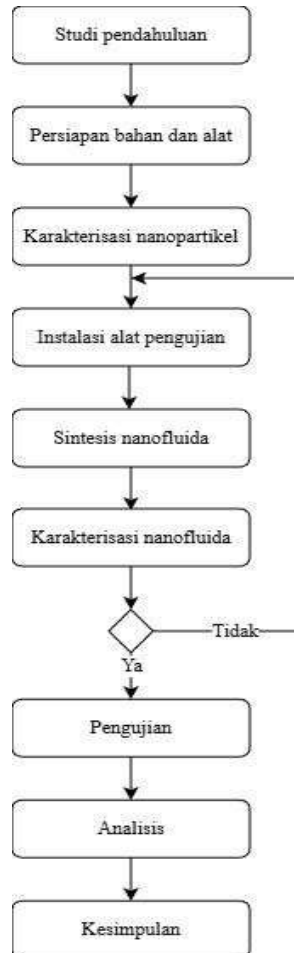 Studi pendahuluan
Persiapan bahan dan alat
Karakterisasi nanopartikel
Instalasi alat pengujian
Sintesis nanofluida
Karakterisasi nanofluida
Tidak
Ya
Pengujian
Analisis
Kesimpulan